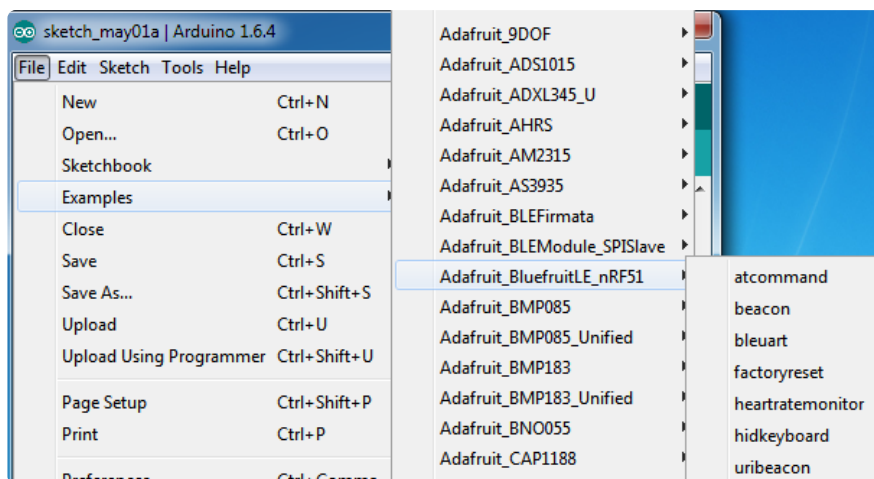 sketch_may01a | Arduino 1.6.4
File Edit Sketch Tools Help
New Ctrl+N
Open... Ctrl+O
Sketchbook
Examples
Close Ctrl+W
Save Ctrl+S
Save As... Ctrl+Shift+S
Upload Ctrl+U
Upload Using Programmer Ctrl+Shift+U
Page Setup Ctrl+Shift+P
Print Ctrl+P
Preferences Ctrl+Comma
Adafruit_9DOF
Adafruit_ADS1015
Adafruit_ADXL345_U
Adafruit_AHRS
Adafruit_AM2315
Adafruit_AS3935
Adafruit_BLEFirmata
Adafruit_BLEModule_SPISlave
Adafruit_BluefruitLE_nRF51
Adafruit_BMP085
Adafruit_BMP085_Unified
Adafruit_BMP183
Adafruit_BMP183_Unified
Adafruit_BNO055
Adafruit_CAP1188
atcommand
beacon
bleuart
factoryreset
heartratemonitor
hidkeyboard
uribeacon